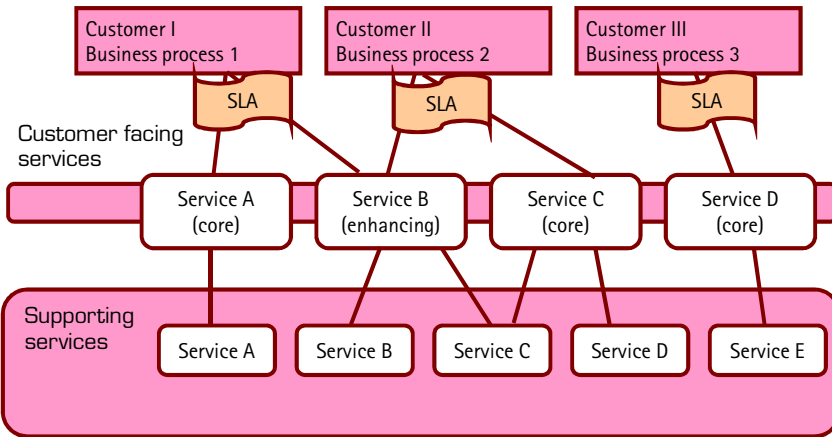 Customer I
Business process 1
Customer II
Business process 2
Customer III
Business process 3
SLA
SLA
SLA
Customer facing
services
Service A
(core)
Service B
(enhancing)
Service C
(core)
Service D
(core)
Supporting
services
Service A
Service B
Service C
Service D
Service E